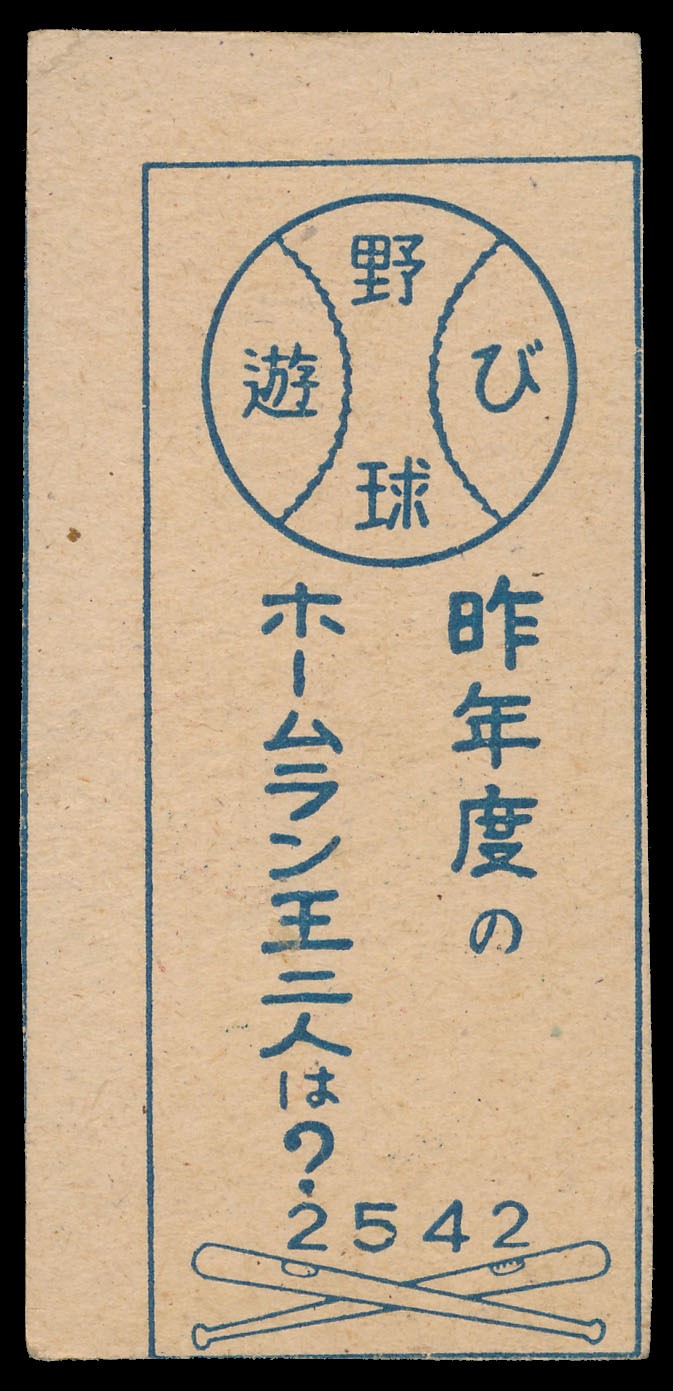 野球
遊び
昨年度の
ホームラン王二人は?
2542